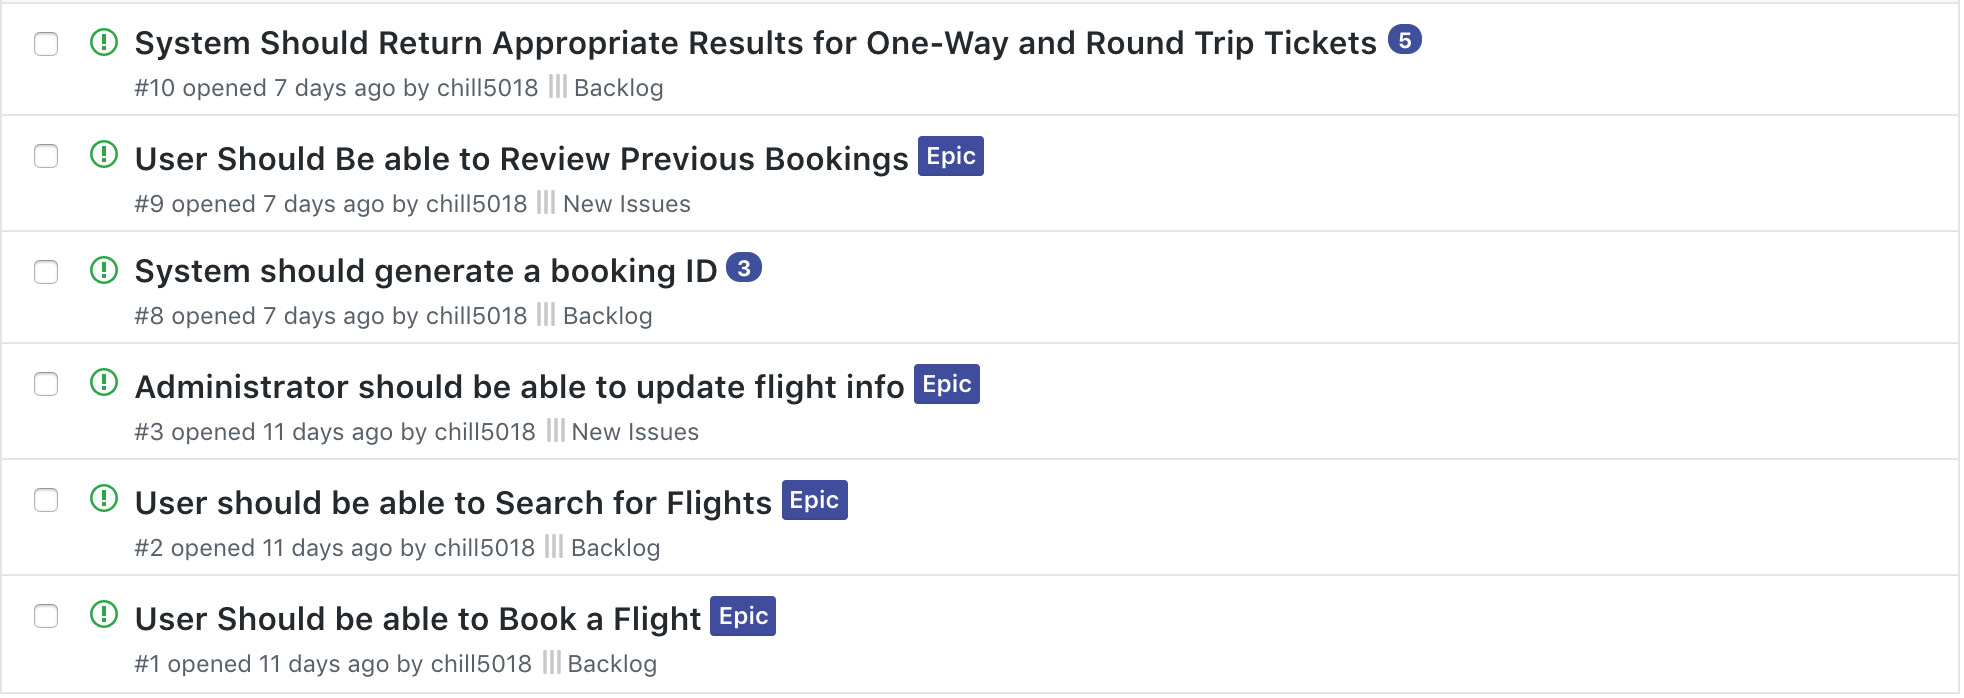 System Should Return Appropriate Results for One-Way and Round Trip Tickets 5
#10 opened 7 days ago by chill5018 Backlog
User Should Be able to Review Previous Bookings Epic
#9 opened 7 days ago by chill5018 New Issues
System should generate a booking ID 3
#8 opened 7 days ago by chill5018 Backlog
Administrator should be able to update flight info Epic
#3 opened 11 days ago by chill5018 New Issues
User should be able to Search for Flights Epic
#2 opened 11 days ago by chill5018 Backlog
User Should be able to Book a Flight Epic
#1 opened 11 days ago by chill5018 Backlog